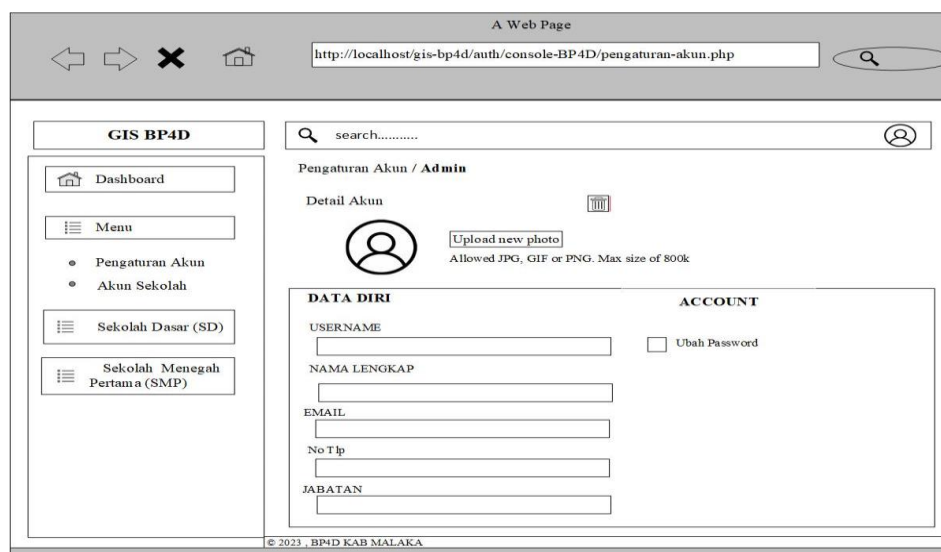 A Web Page
http://localhost/gis-bp4d/auth/console-BP4D/pengaturan-akun.php
GIS BP4D
Dashboard
Menu
Pengaturan Akun
Akun Sekolah
Sekolah Dasar (SD)
Sekolah Menegah
Pertama (SMP)
search...........
Pengaturan Akun / Admin
Detail Akun
Upload new photo
Allowed JPG, GIF or PNG. Max size of 800k
DATA DIRI
USERNAME
NAMA LENGKAP
EMAIL
No Tlp
JABATAN
ACCOUNT
Ubah Password
© 2023 , BP4D KAB MALAKA